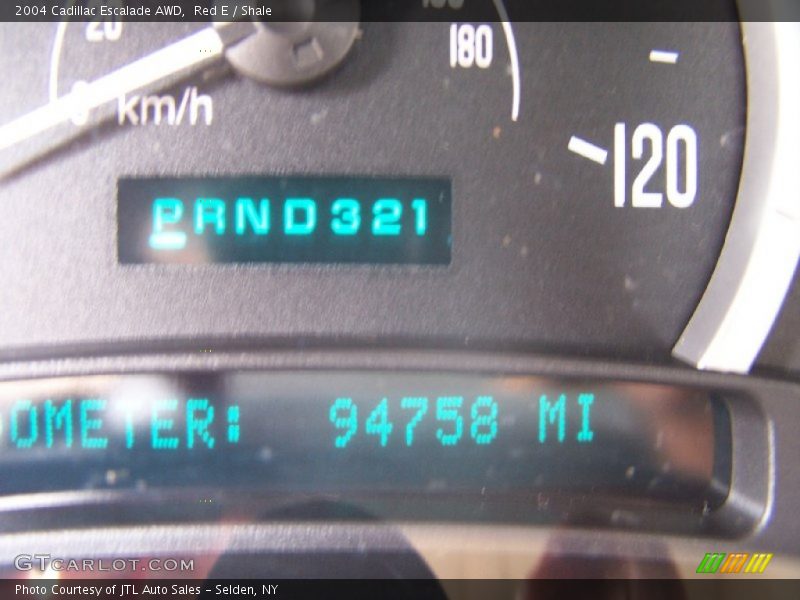 2004 Cadillac Escalade AWD, Red E / Shale
20
180
0
km/h
120
PRND321
OMETER: 94758 MI
GTCARLOT.COM
Photo Courtesy of JTL Auto Sales - Selden, NY